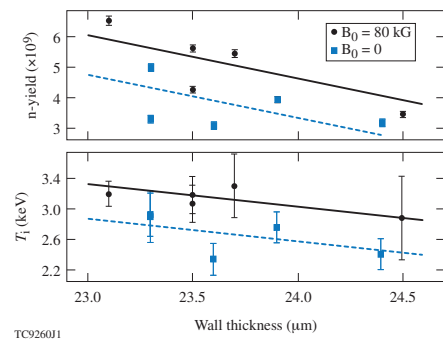 B₀ = 80 kG
B₀ = 0
n-yield (×10⁹)
6
5
4
3
Tᵢ (keV)
3.4
3.0
2.6
2.2
23.0
23.5
24.0
24.5
Wall thickness (μm)
TC9260J1